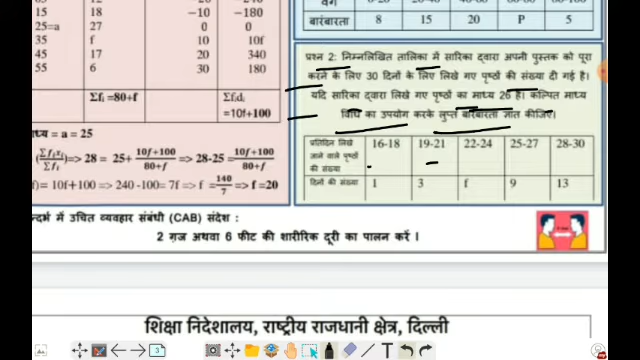 15 18 −10 −180
25=a 27 0 0
35 f 10 10f
45 17 20 340
55 6 30 180
Σfᵢ =80+f Σfᵢdᵢ
=10f+100
माध्य = a = 25
(Σfᵢxᵢ/Σfᵢ)=> 28 = 25+ (10f+100)/(80+f) => 28-25 = (10f+100)/(80+f)
f)= 10f+100 => 240 -100= 7f => f = 140/7 => f =20
न्दर्भ में उचित व्यवहार संबंधी (CAB) संदेश :
2 ग़ज अथवा 6 फीट की शारीरिक दूरी का पालन करें ।
वर्ग
बारंबारता 8 15 20 P 5
प्रश्न 2: निम्नलिखित तालिका में सारिका द्वारा अपनी पुस्तक को पूरा
करने के लिए 30 दिनों के लिए लिखे गए पृष्ठों की संख्या दी गई है।
यदि सारिका द्वारा लिखे गए पृष्ठों का माध्य 26 है। कल्पित माध्य
विधि का उपयोग करके लुप्त बारंबारता ज्ञात कीजिए।
प्रतिदिन लिखे 16-18 19-21 22-24 25-27 28-30
जाने वाले पृष्ठों
की संख्या
दिनों की संख्या 1 3 f 9 13
शिक्षा निदेशालय, राष्ट्रीय राजधानी क्षेत्र, दिल्ली